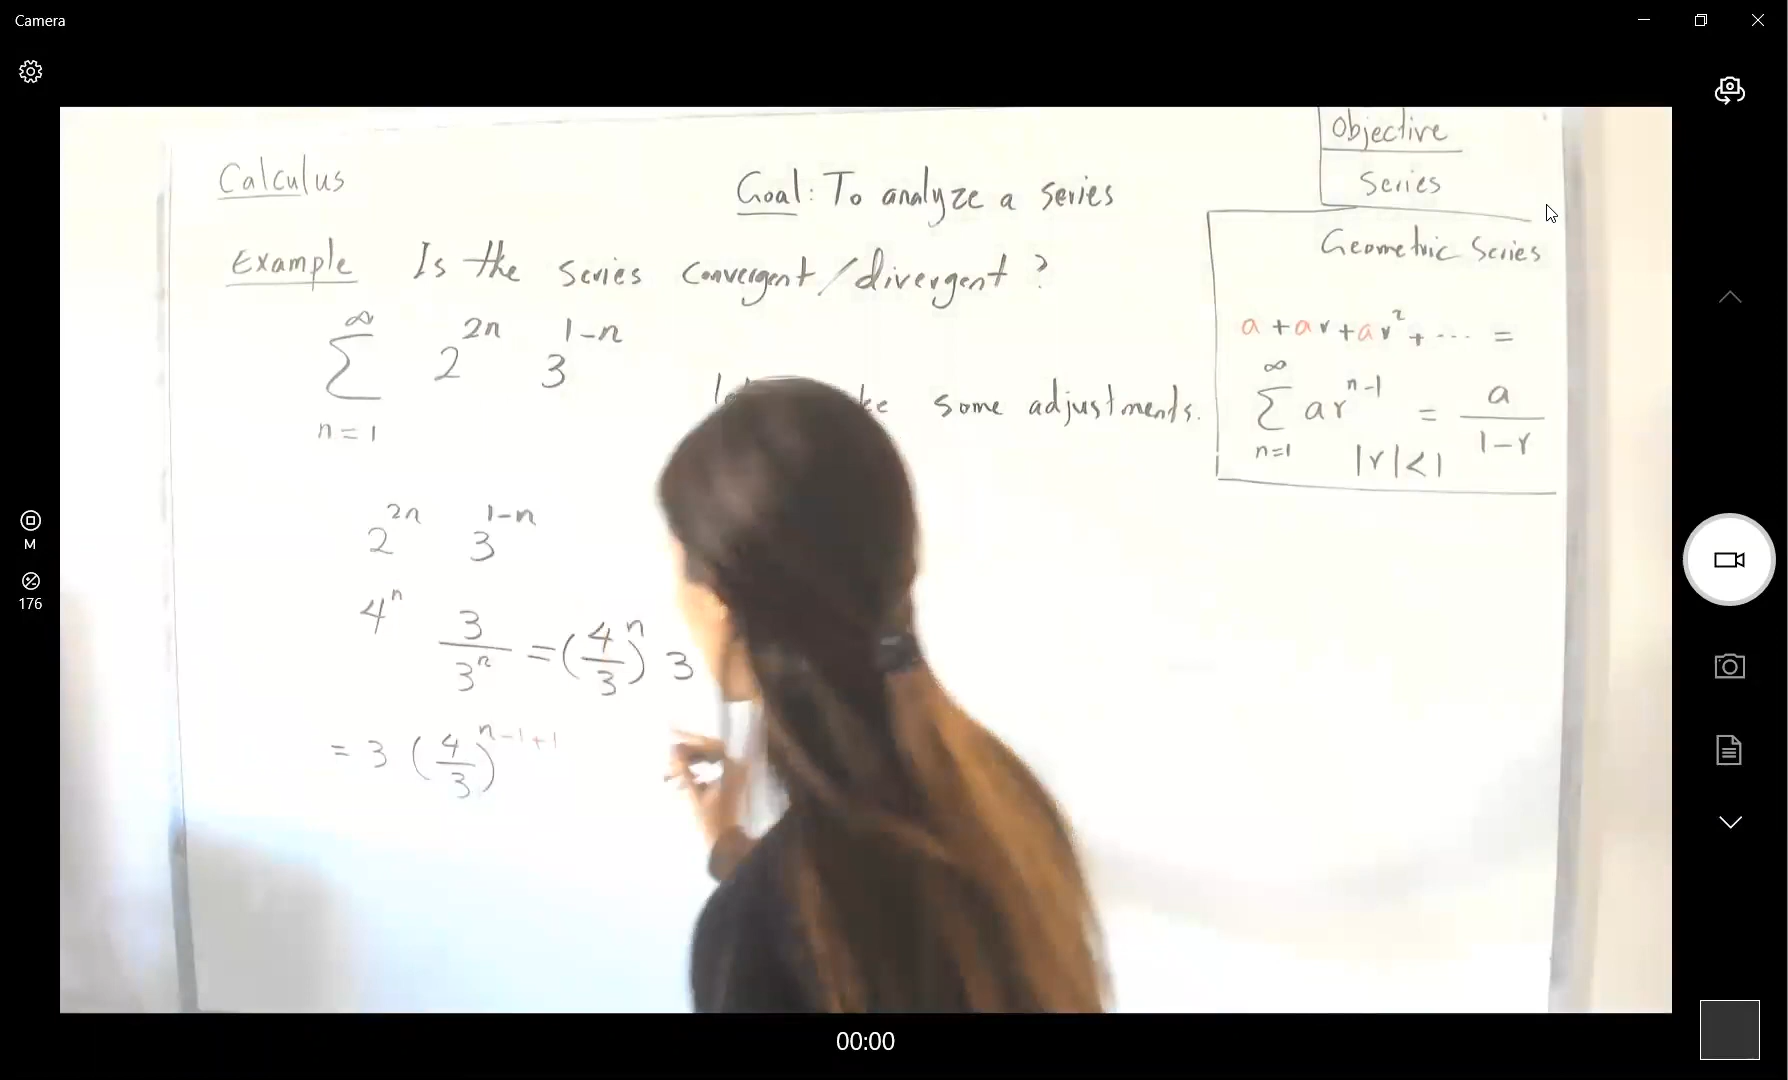 Camera
Calculus
Goal: To analyze a series
Objective
Series
Example Is the series convergent/divergent?
∞
∑ 2^{2n} 3^{1-n}
n=1
some adjustments.
Geometric Series
a + ar + ar² + ... =
∞
∑ ar^{n-1} = a/(1-r)
n=1 |r|<1
2^{2n} 3^{1-n}
4^n 3/3^n = (4/3)^n 3
= 3 (4/3)^{n-1+1}
M
176
00:00